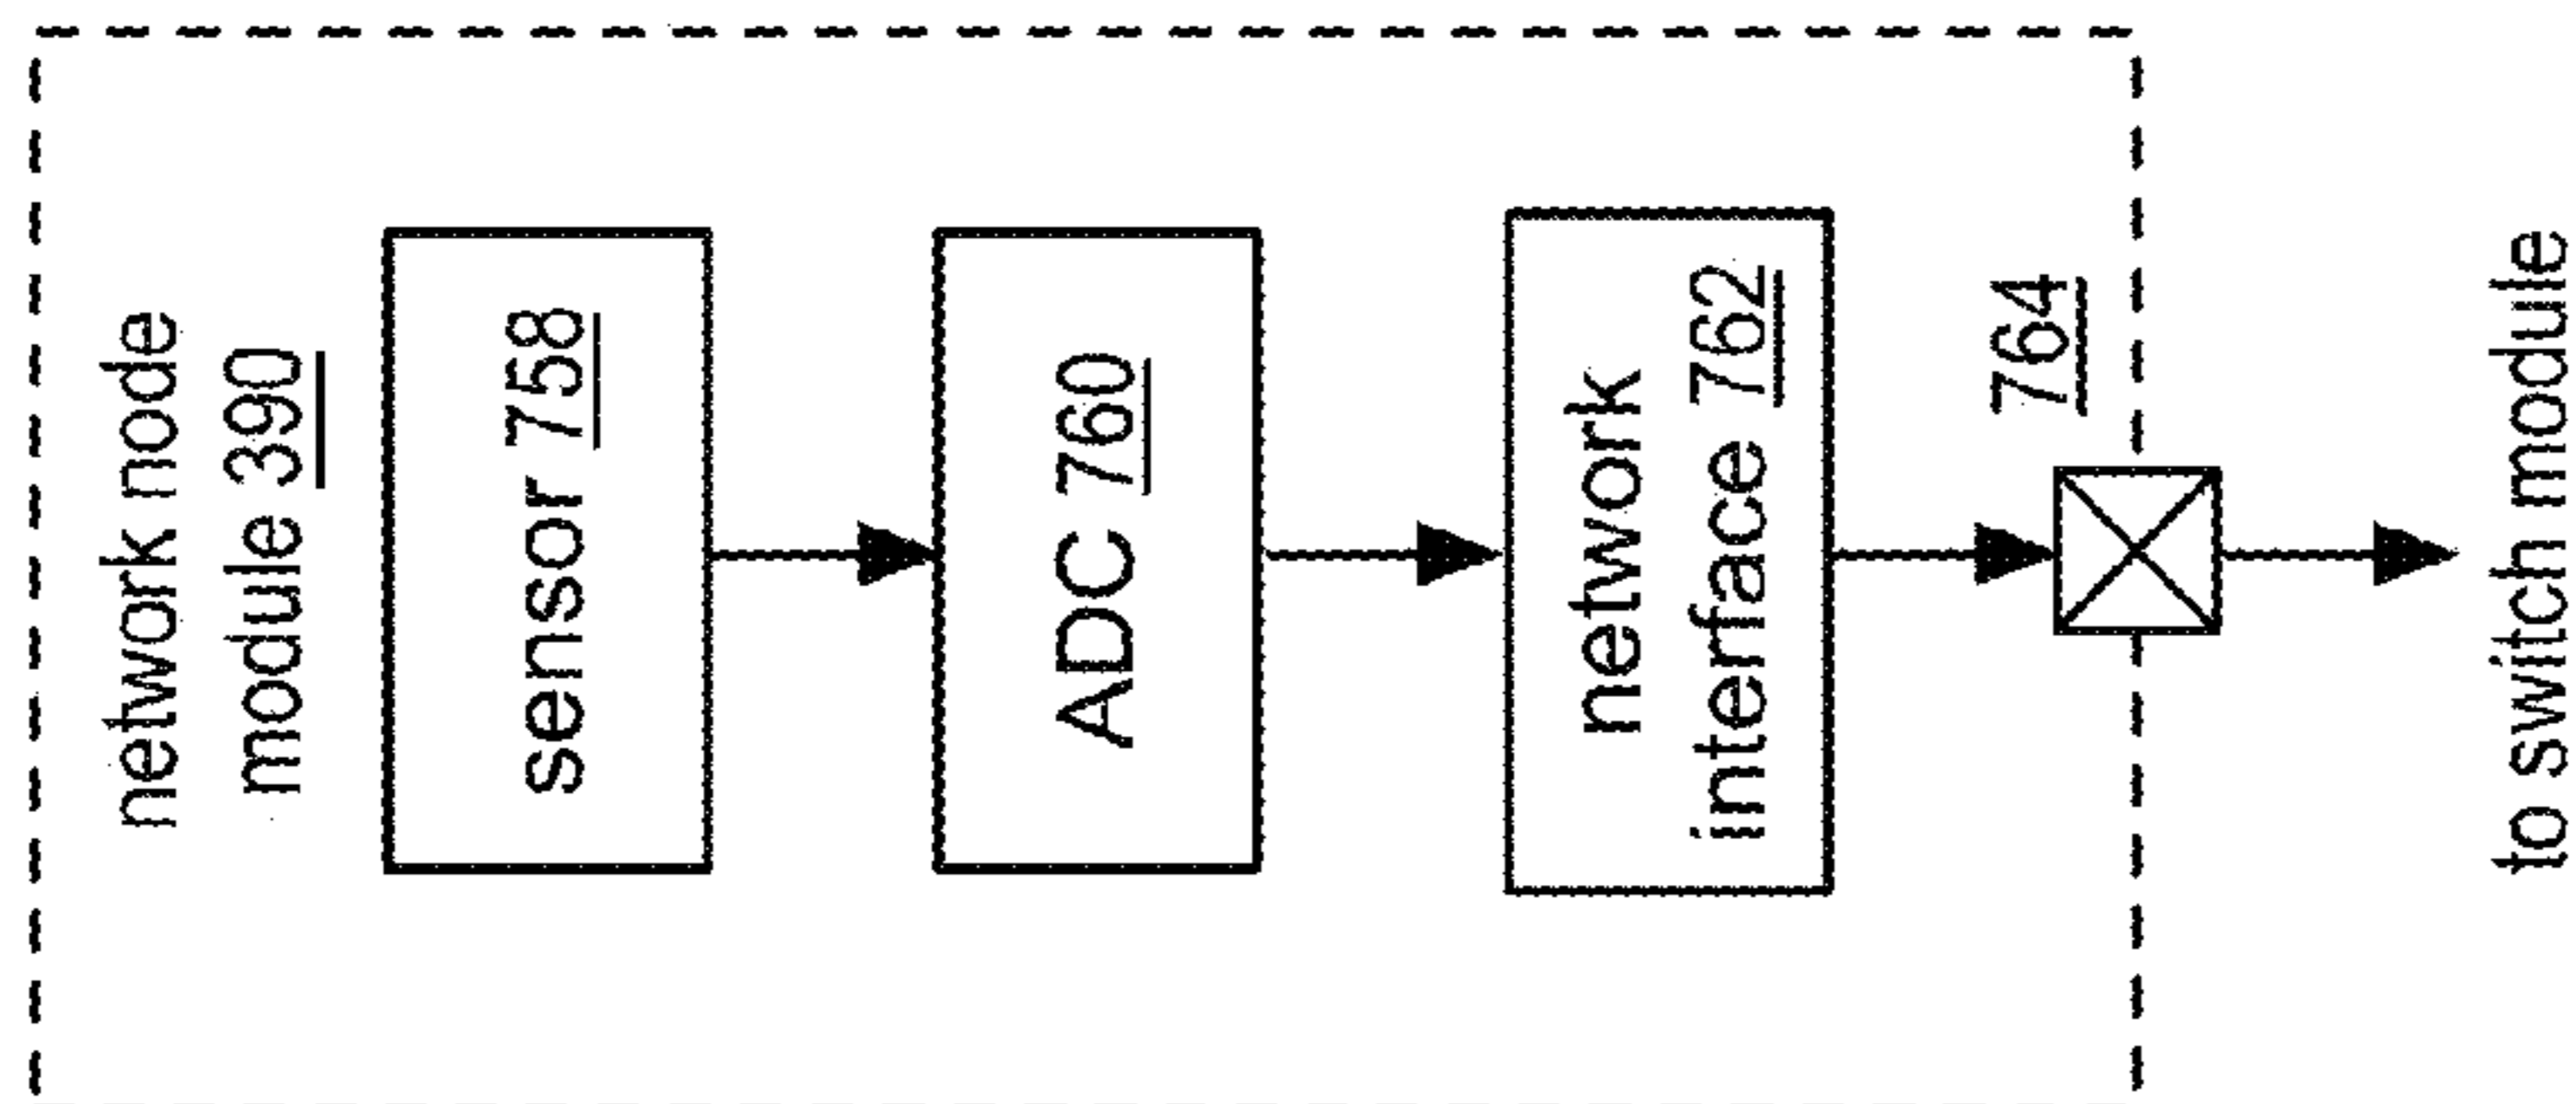 network node
module 390
sensor 758
ADC 760
network
interface 762
764
to switch module